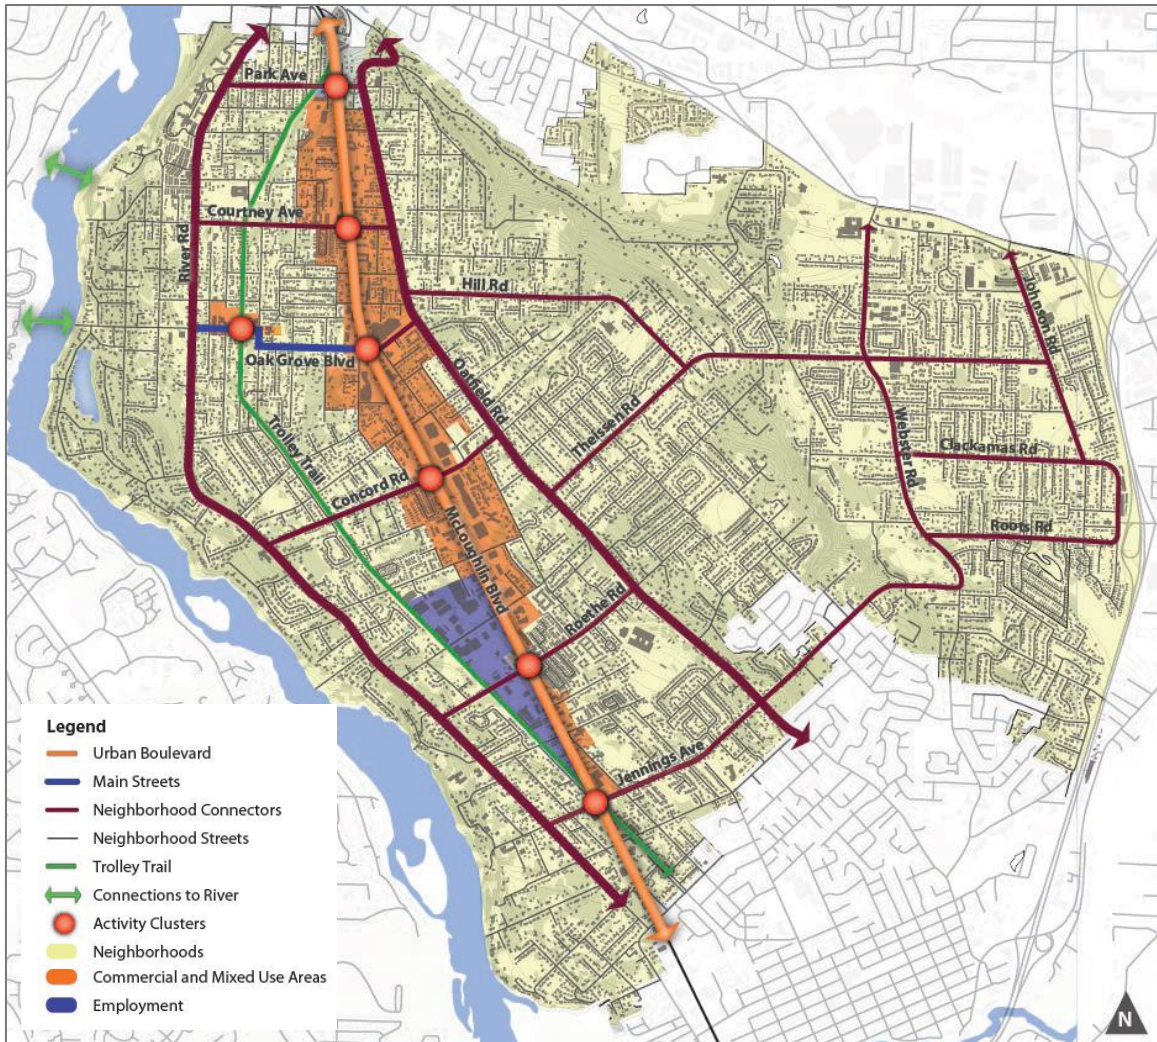 Park Ave
Courtney Ave
River Rd
Hill Rd
Johnson Rd
Oak Grove Blvd
Oatfield Rd
Theissen Rd
Trolley Trail
Webster Rd
Clackamas Rd
Concord Rd
McLoughlin Blvd
Roots Rd
Roethe Rd
Jennings Ave
Legend
Urban Boulevard
Main Streets
Neighborhood Connectors
Neighborhood Streets
Trolley Trail
Connections to River
Activity Clusters
Neighborhoods
Commercial and Mixed Use Areas
Employment
N